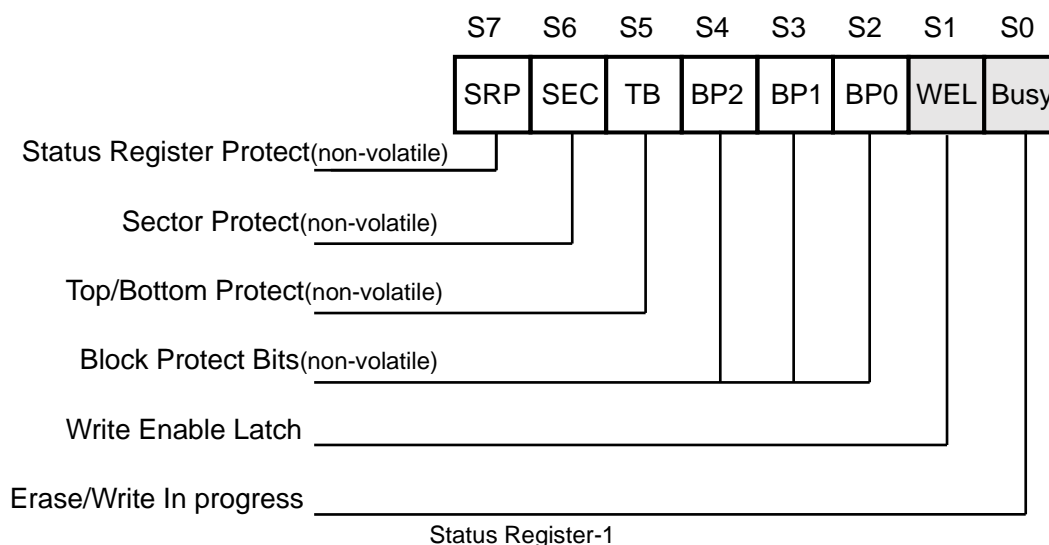 S7 S6 S5 S4 S3 S2 S1 S0
SRP SEC TB BP2 BP1 BP0 WEL Busy
Status Register Protect(non-volatile)
Sector Protect(non-volatile)
Top/Bottom Protect(non-volatile)
Block Protect Bits(non-volatile)
Write Enable Latch
Erase/Write In progress
Status Register-1